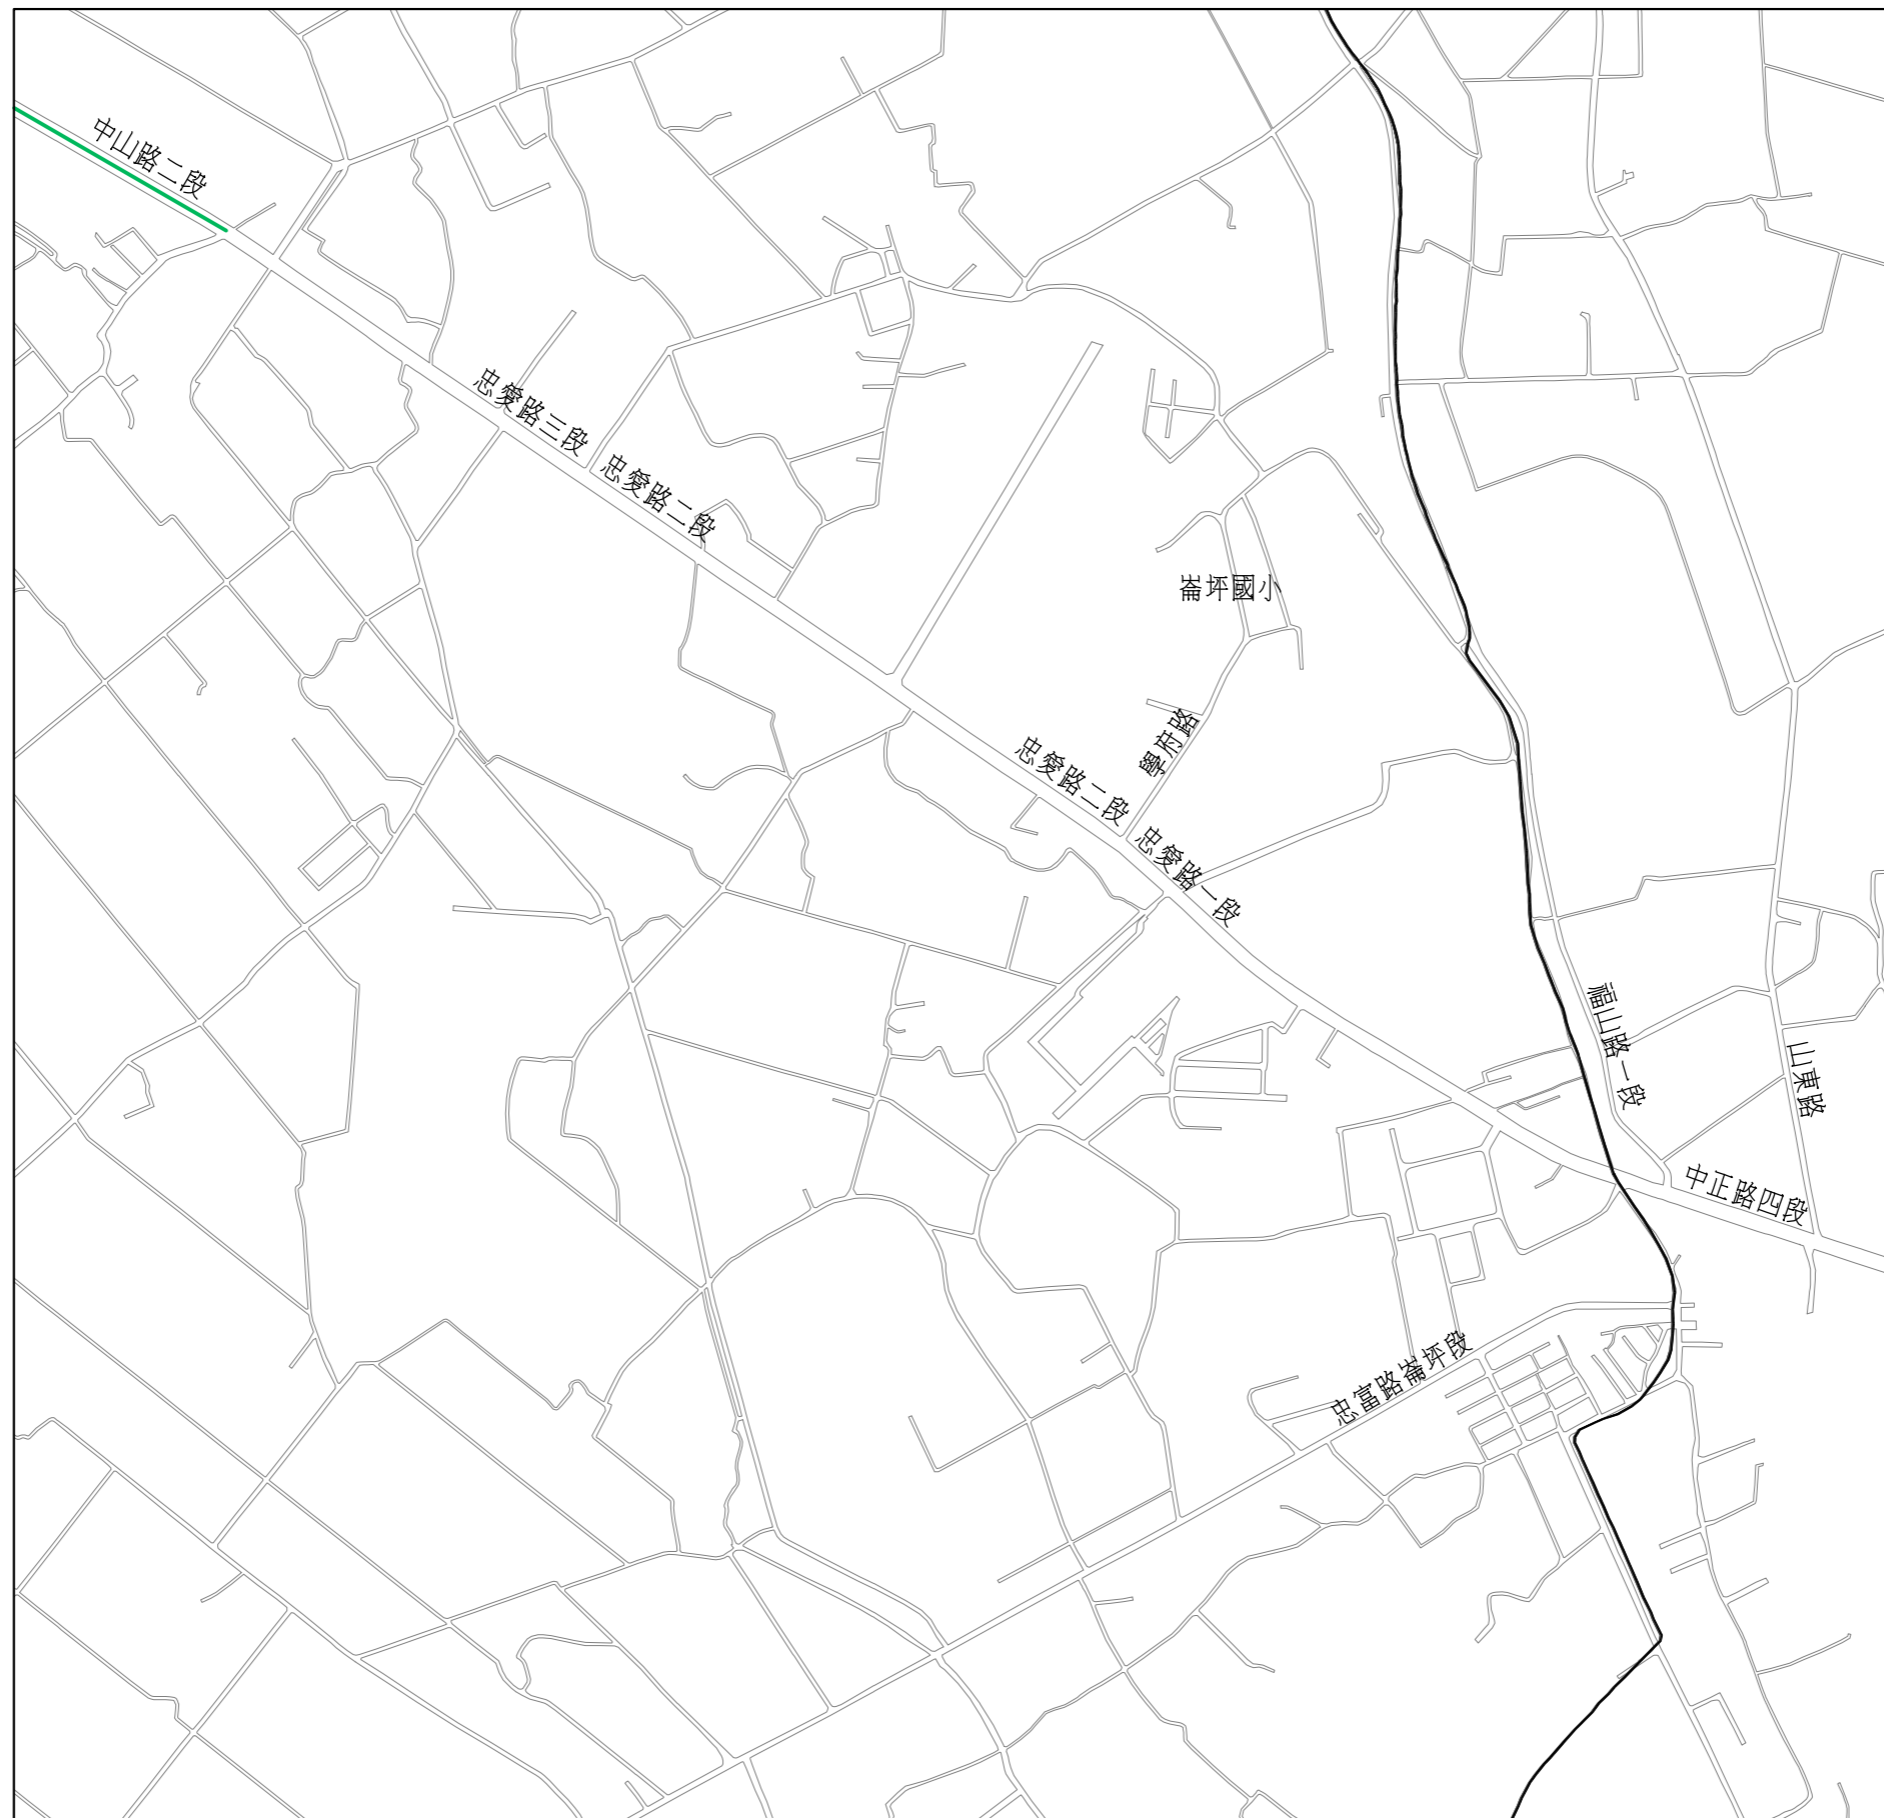 中山路二段
忠愛路三段
忠愛路二段
崙坪國小
學府路
忠愛路二段
忠愛路一段
福山路一段
山東路
中正路四段
忠富路崙坪段